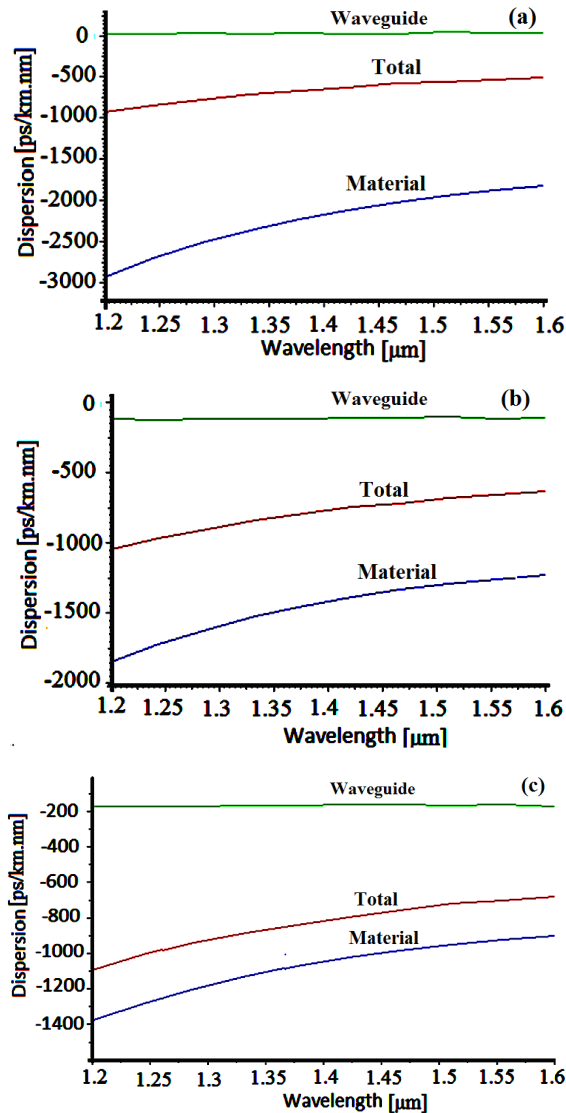 (a)
Waveguide
0
Total
-500
-1000
-1500
Material
-2000
-2500
-3000
Dispersion [ps/km.nm]
1.2 1.25 1.3 1.35 1.4 1.45 1.5 1.55 1.6
Wavelength [µm]
Waveguide (b)
0
-500
Total
-1000
Material
-1500
-2000
Dispersion [ps/km.nm]
1.2 1.25 1.3 1.35 1.4 1.45 1.5 1.55 1.6
Wavelength [µm]
Waveguide (c)
-200
-400
-600
Total
-800
Material
-1000
-1200
-1400
Dispersion [ps/km.nm]
1.2 1.25 1.3 1.35 1.4 1.45 1.5 1.55 1.6
Wavelength [µm]